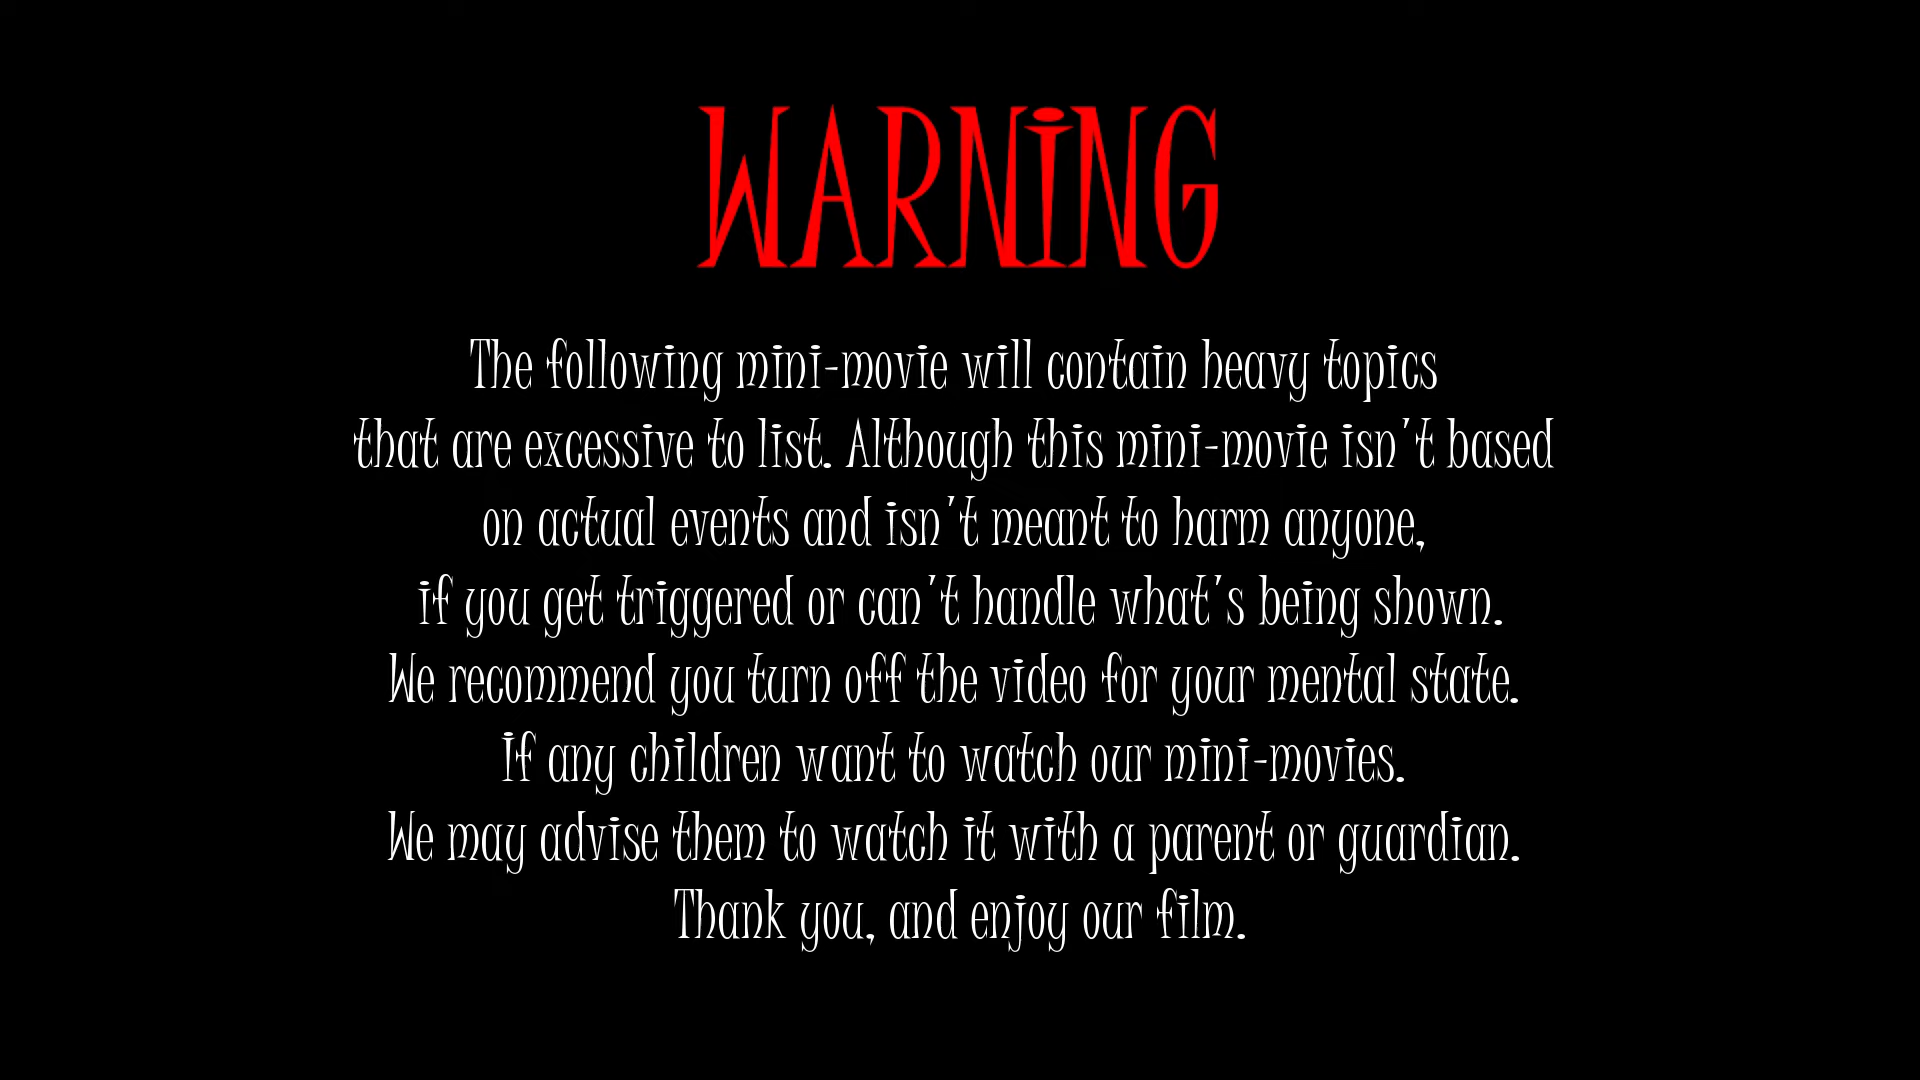 WARNING
The following mini-movie will contain heavy topics
that are excessive to list. Although this mini-movie isn't based
on actual events and isn't meant to harm anyone,
if you get triggered or can't handle what's being shown.
We recommend you turn off the video for your mental state.
If any children want to watch our mini-movies.
We may advise them to watch it with a parent or guardian.
Thank you, and enjoy our film.